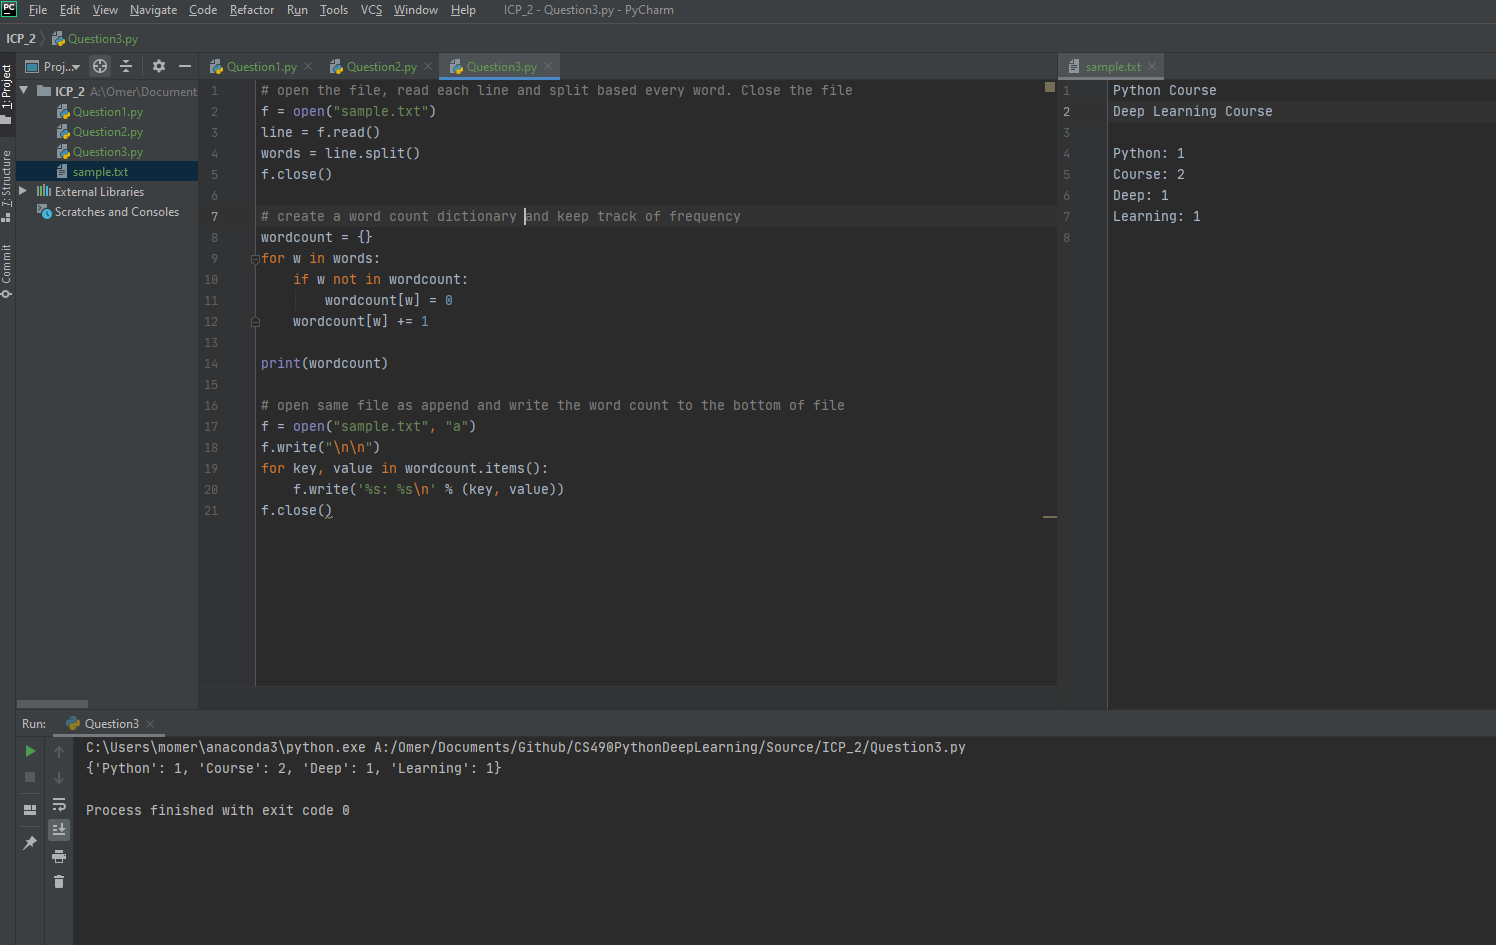 PC File Edit View Navigate Code Refactor Run Tools VCS Window Help ICP_2 - Question3.py - PyCharm
ICP_2 Question3.py
1: Project
7: Structure
Commit
Proj...
ICP_2 A:\Omer\Document
Question1.py
Question2.py
Question3.py
sample.txt
External Libraries
Scratches and Consoles
Question1.py Question2.py Question3.py
1 # open the file, read each line and split based every word. Close the file
2 f = open("sample.txt")
3 line = f.read()
4 words = line.split()
5 f.close()
6
7 # create a word count dictionary and keep track of frequency
8 wordcount = {}
9 for w in words:
10     if w not in wordcount:
11         wordcount[w] = 0
12     wordcount[w] += 1
13
14 print(wordcount)
15
16 # open same file as append and write the word count to the bottom of file
17 f = open("sample.txt", "a")
18 f.write("\n\n")
19 for key, value in wordcount.items():
20     f.write('%s: %s\n' % (key, value))
21 f.close()
sample.txt
1 Python Course
2 Deep Learning Course
3
4 Python: 1
5 Course: 2
6 Deep: 1
7 Learning: 1
8
Run: Question3
C:\Users\momer\anaconda3\python.exe A:/Omer/Documents/Github/CS490PythonDeepLearning/Source/ICP_2/Question3.py
{'Python': 1, 'Course': 2, 'Deep': 1, 'Learning': 1}
Process finished with exit code 0